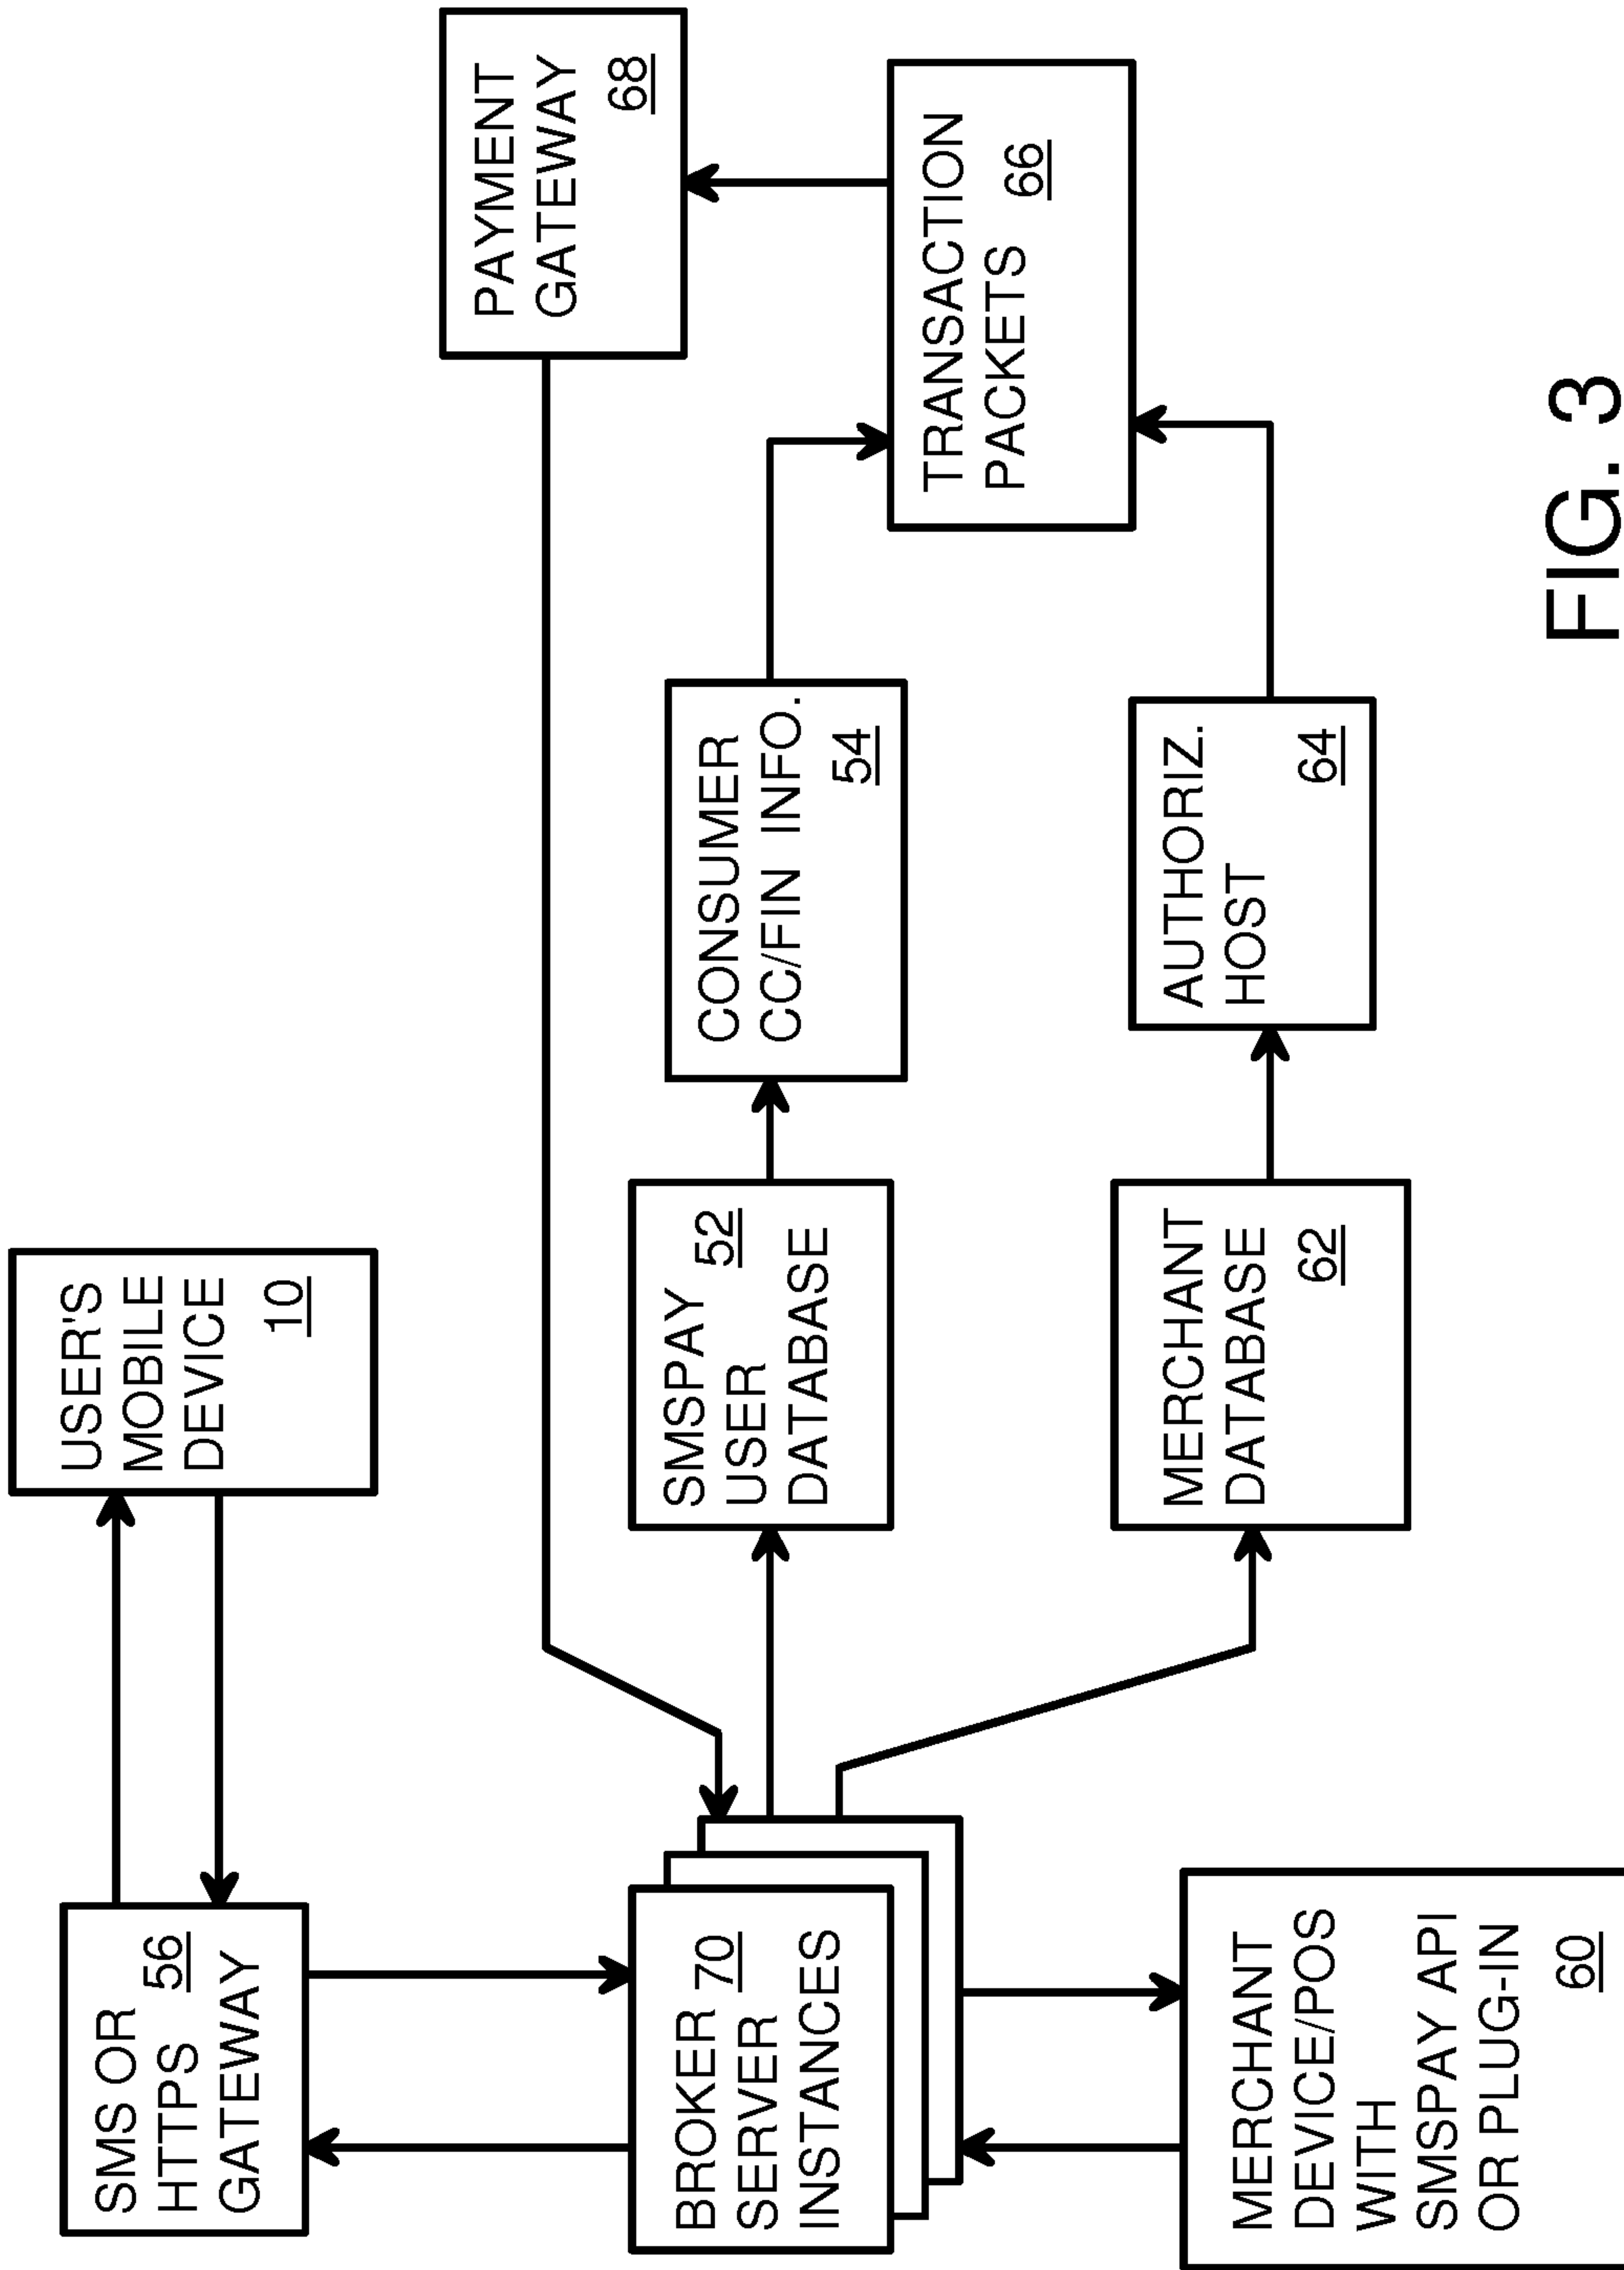 USER'S
MOBILE
DEVICE
10
SMS OR
HTTPS 56
GATEWAY
PAYMENT
GATEWAY
68
BROKER 70
SERVER
INSTANCES
SMSPAY 52
USER
DATABASE
CONSUMER
CC/FIN INFO.
54
TRANSACTION
PACKETS 66
MERCHANT
DEVICE/POS
WITH
SMSPAY API
OR PLUG-IN
60
MERCHANT
DATABASE
62
AUTHORIZ.
HOST
64
FIG. 3